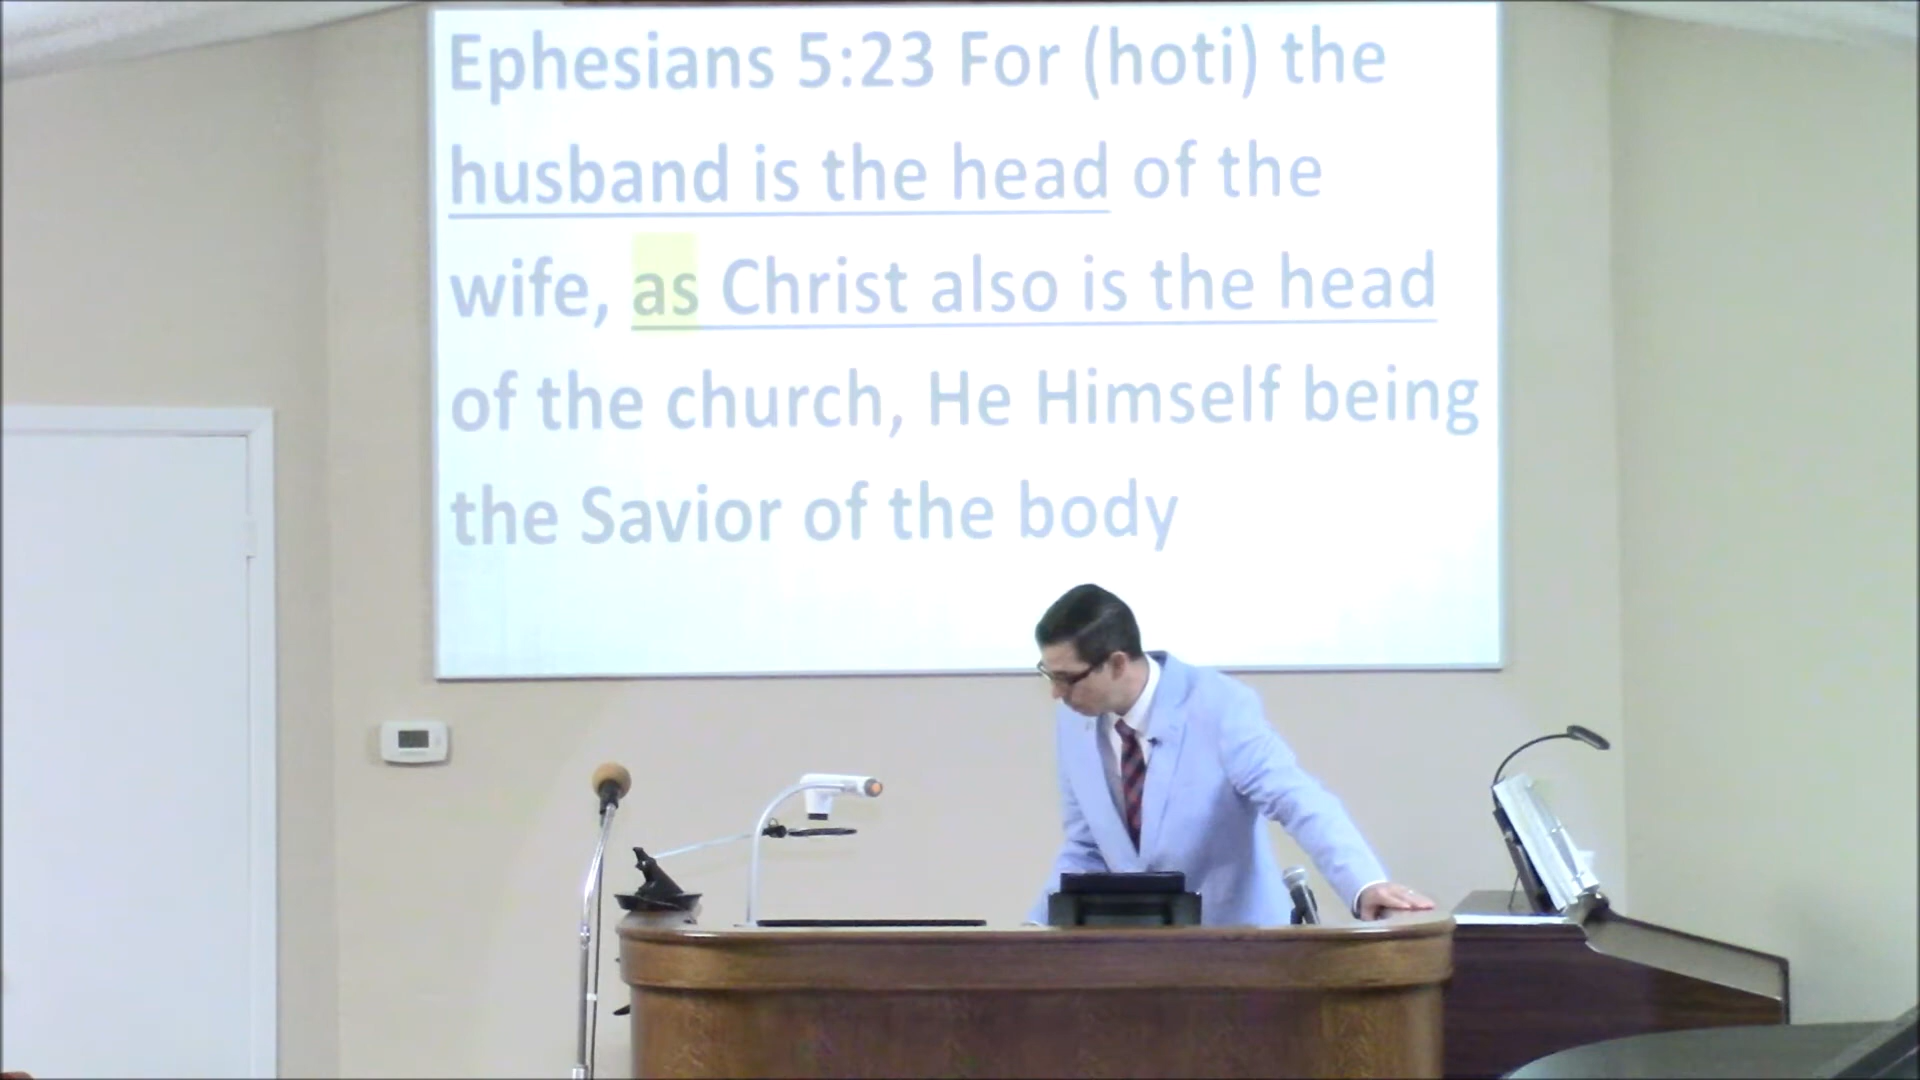 Ephesians 5:23 For (hoti) the
husband is the head of the
wife, as Christ also is the head
of the church, He Himself being
the Savior of the body